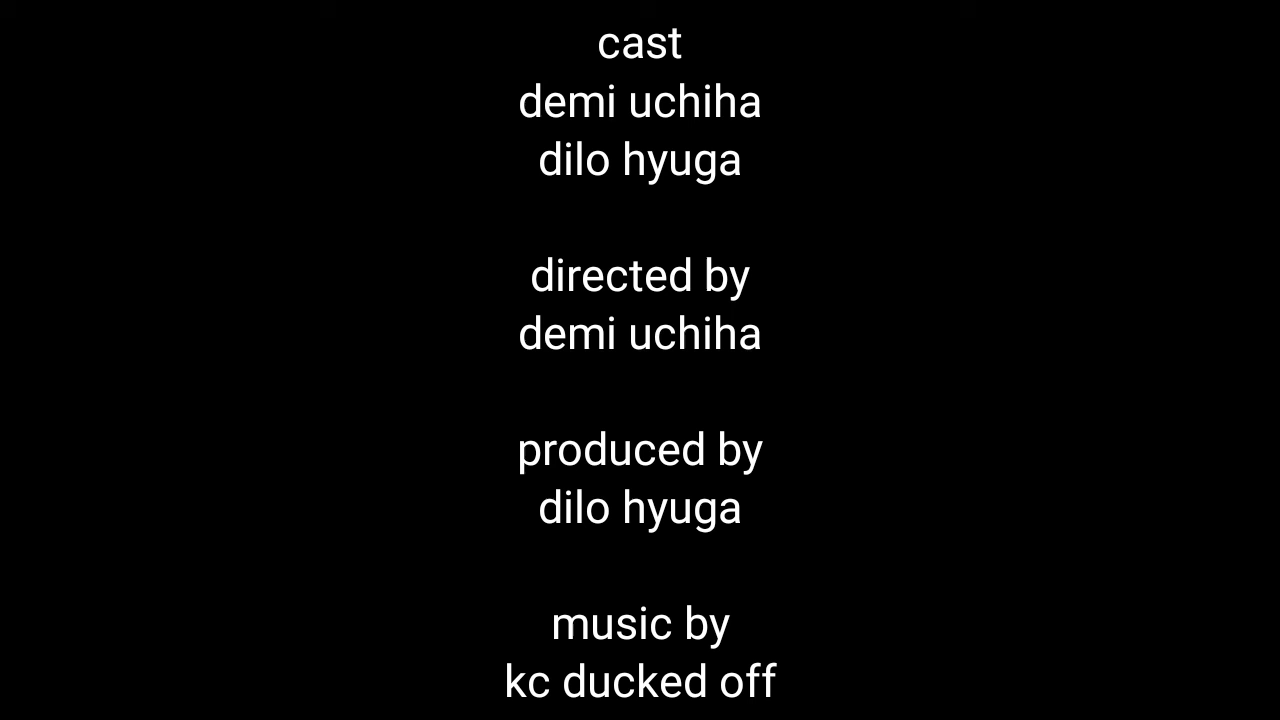 cast
demi uchiha
dilo hyuga
directed by
demi uchiha
produced by
dilo hyuga
music by
kc ducked off